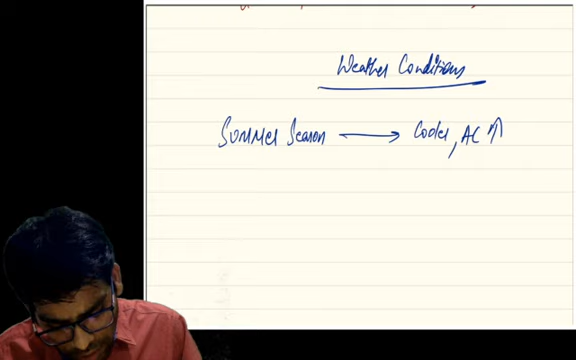 Weather Conditions
Summer Season → Cooler, AC ↑